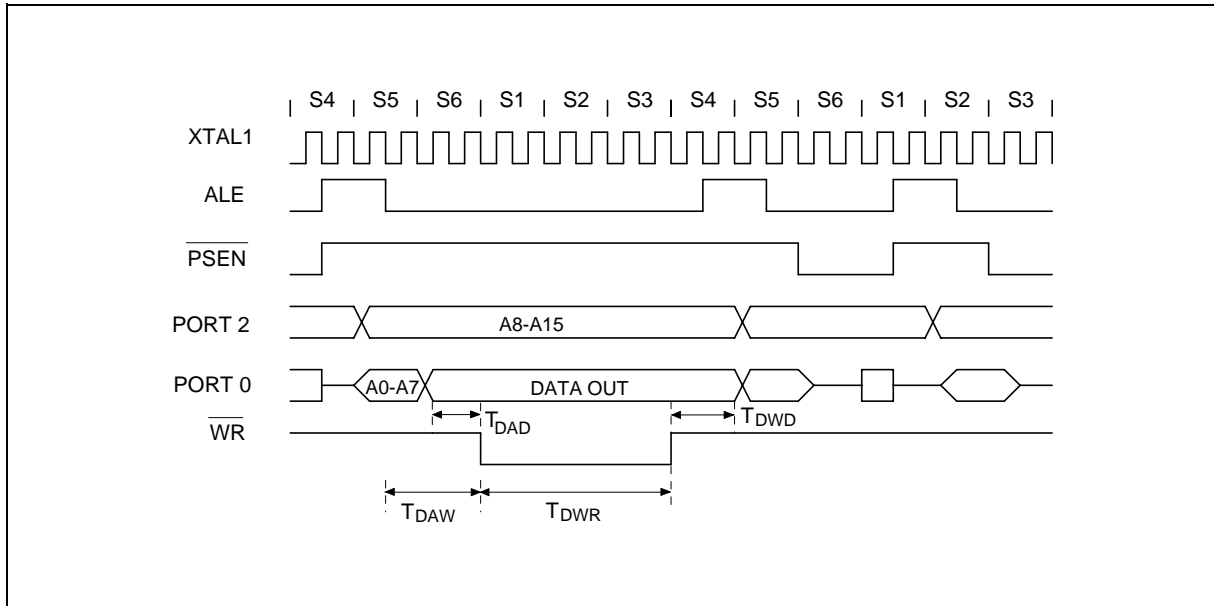 S4 S5 S6 S1 S2 S3 S4 S5 S6 S1 S2 S3
XTAL1
ALE
PSEN
PORT 2 A8-A15
PORT 0 A0-A7 DATA OUT
WR TDAD TDWD
TDAW TDWR